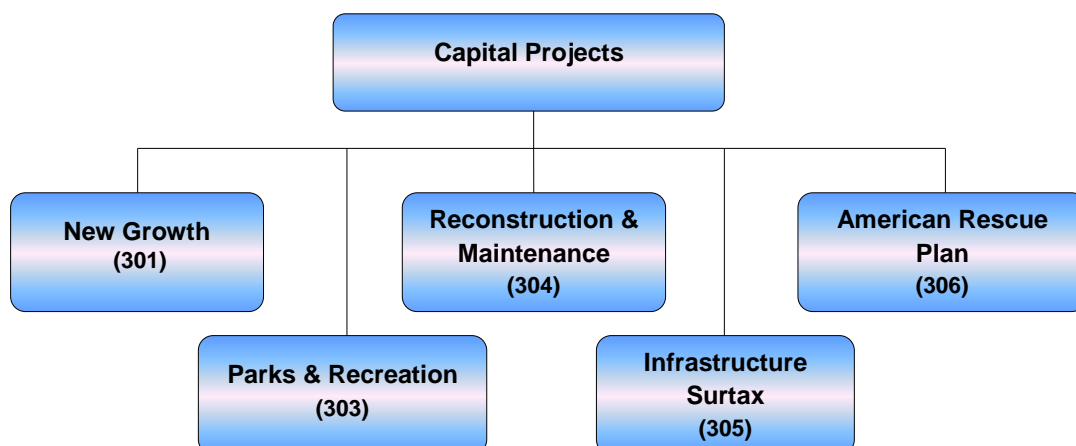 Capital Projects
New Growth
(301)
Reconstruction &
Maintenance
(304)
American Rescue
Plan
(306)
Parks & Recreation
(303)
Infrastructure
Surtax
(305)